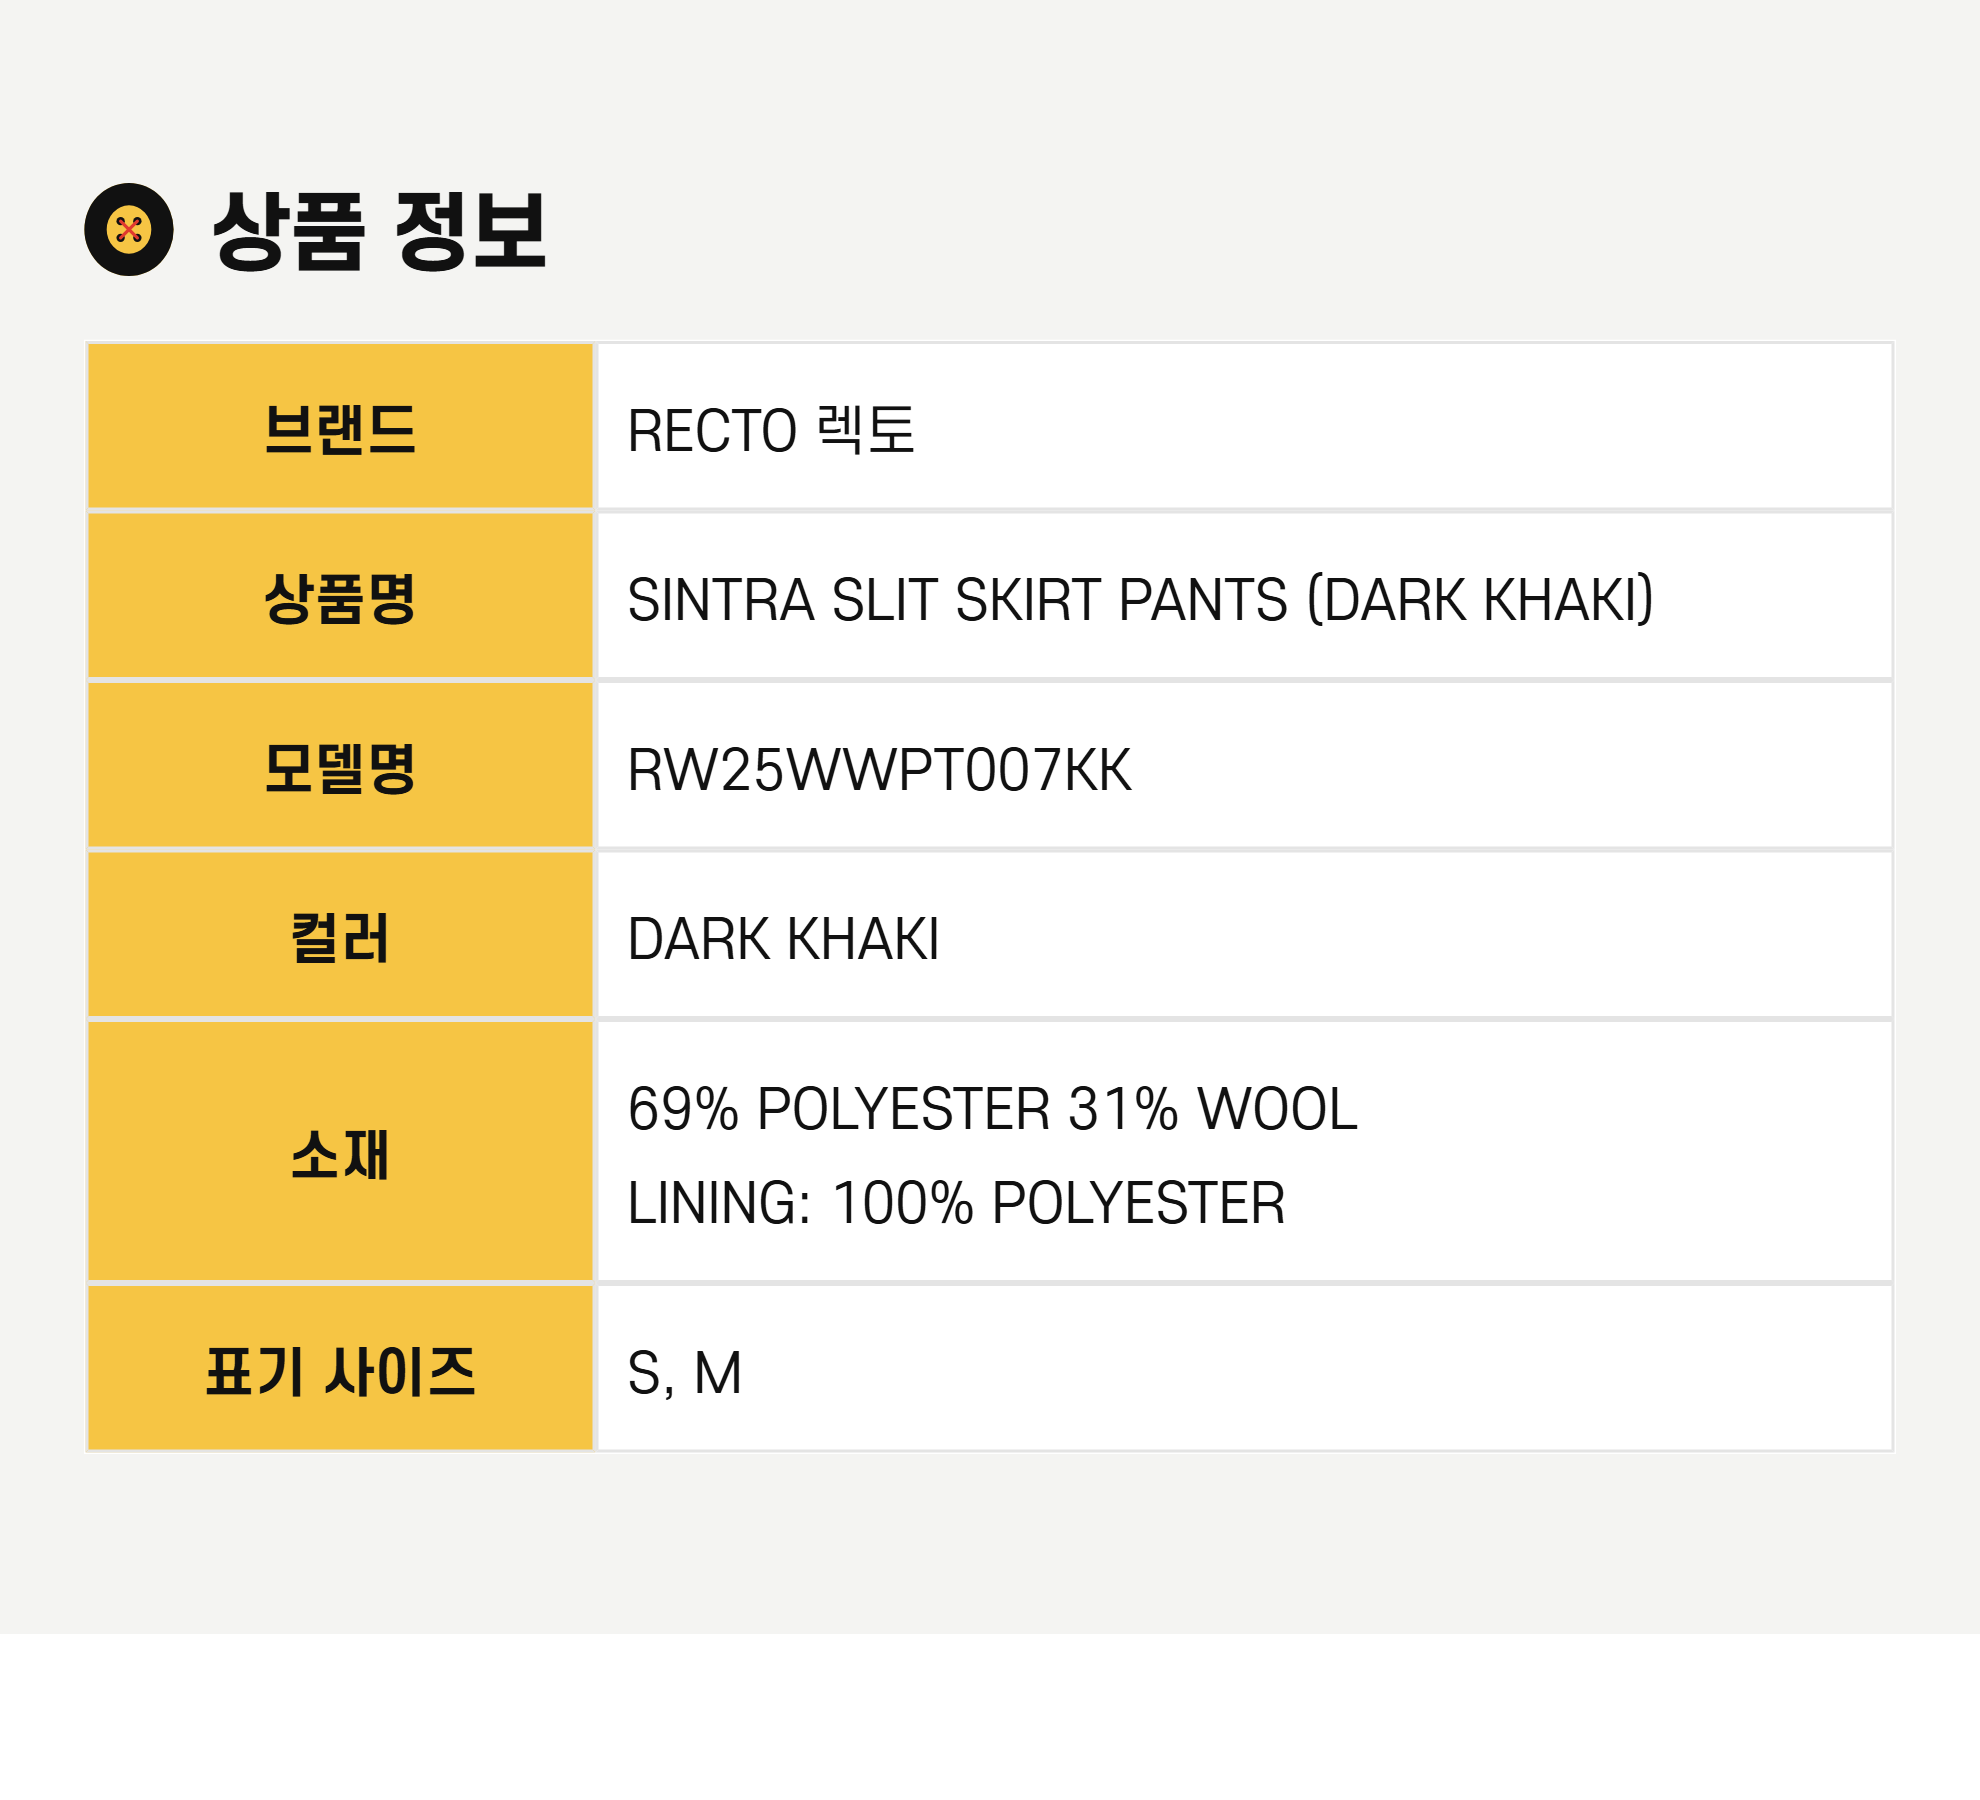 상품 정보
브랜드 RECTO 렉토
상품명 SINTRA SLIT SKIRT PANTS (DARK KHAKI)
모델명 RW25WWPT007KK
컬러 DARK KHAKI
소재 69% POLYESTER 31% WOOL
LINING: 100% POLYESTER
표기 사이즈 S, M